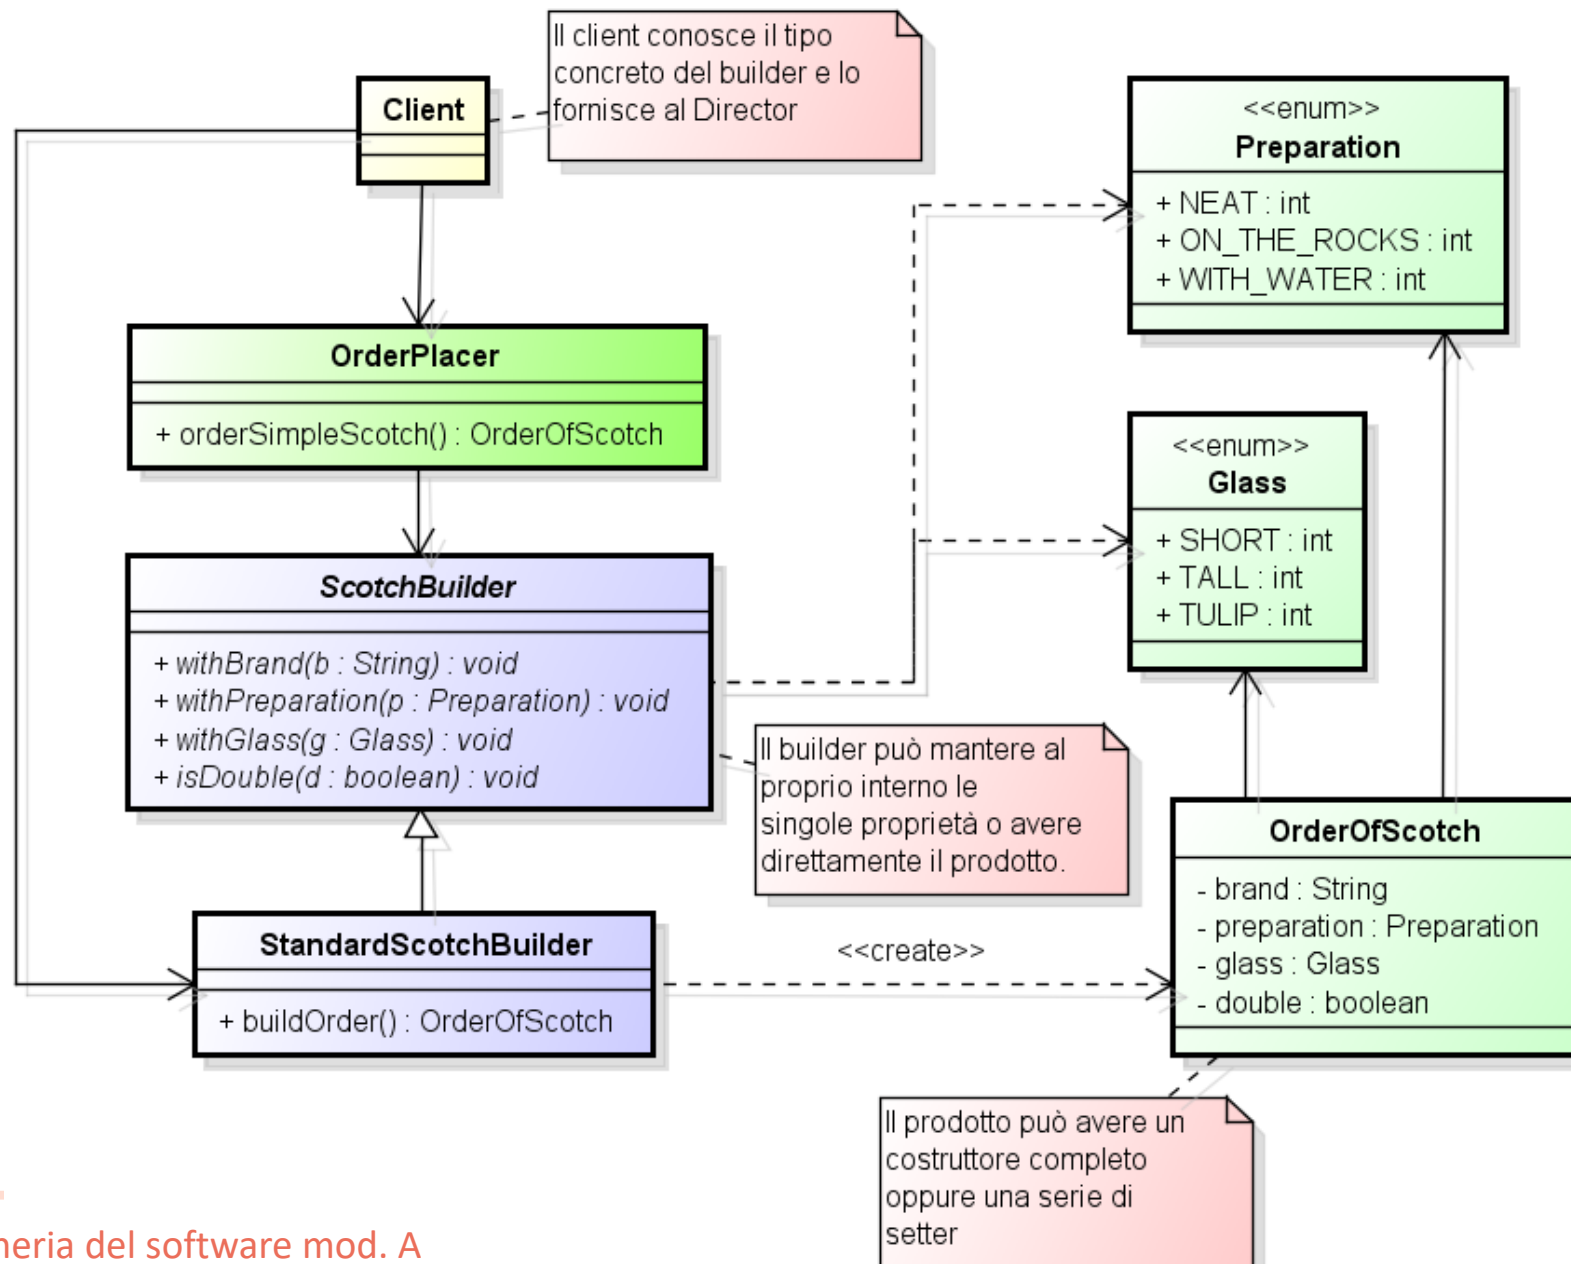 Il client conosce il tipo
concreto del builder e lo
fornisce al Director
Client
<<enum>>
Preparation
+ NEAT : int
+ ON_THE_ROCKS : int
+ WITH_WATER : int
OrderPlacer
+ orderSimpleScotch() : OrderOfScotch
<<enum>>
Glass
+ SHORT : int
+ TALL : int
+ TULIP : int
ScotchBuilder
+ withBrand(b : String) : void
+ withPreparation(p : Preparation) : void
+ withGlass(g : Glass) : void
+ isDouble(d : boolean) : void
Il builder può mantere al
proprio interno le
singole proprietà o avere
direttamente il prodotto.
OrderOfScotch
- brand : String
- preparation : Preparation
- glass : Glass
- double : boolean
StandardScotchBuilder
+ buildOrder() : OrderOfScotch
<<create>>
Il prodotto può avere un
costruttore completo
oppure una serie di
setter
neria del software mod. A